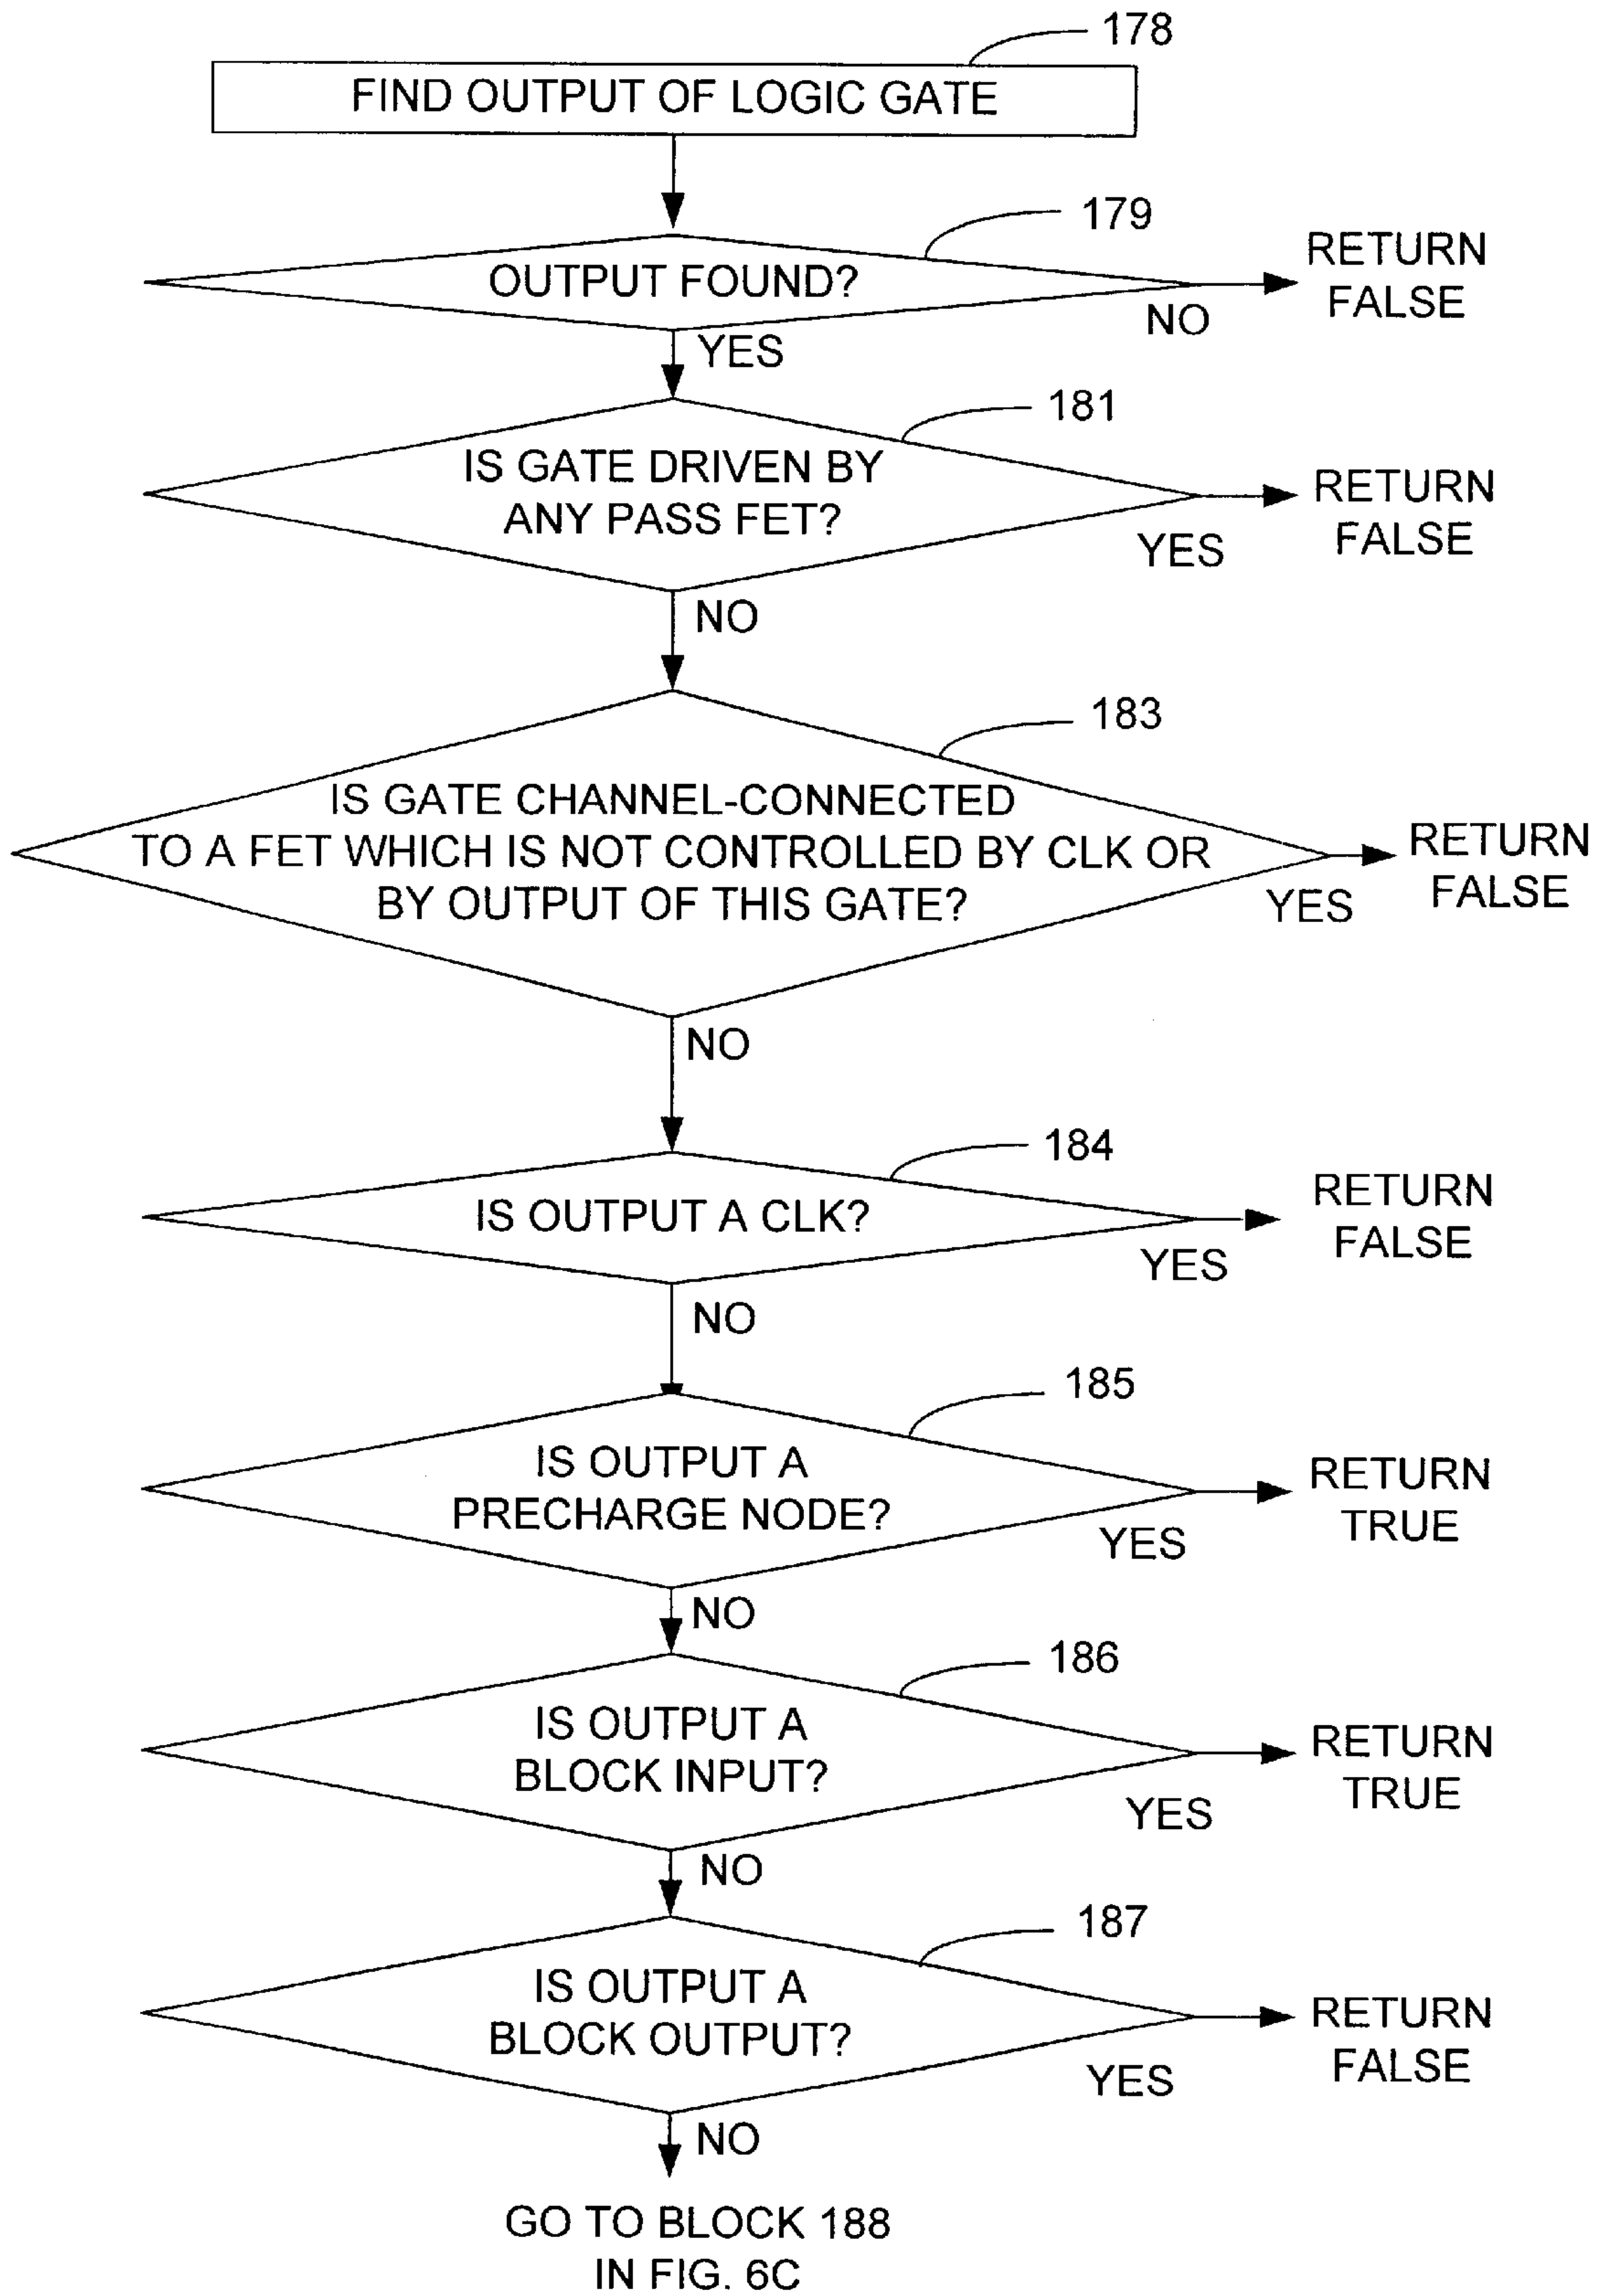 178
FIND OUTPUT OF LOGIC GATE
179
OUTPUT FOUND?
RETURN
FALSE
NO
YES
181
IS GATE DRIVEN BY
ANY PASS FET?
RETURN
FALSE
YES
NO
183
IS GATE CHANNEL-CONNECTED
TO A FET WHICH IS NOT CONTROLLED BY CLK OR
BY OUTPUT OF THIS GATE?
RETURN
FALSE
YES
NO
184
IS OUTPUT A CLK?
RETURN
FALSE
YES
NO
185
IS OUTPUT A
PRECHARGE NODE?
RETURN
TRUE
YES
NO
186
IS OUTPUT A
BLOCK INPUT?
RETURN
TRUE
YES
NO
187
IS OUTPUT A
BLOCK OUTPUT?
RETURN
FALSE
YES
NO
GO TO BLOCK 188
IN FIG. 6C